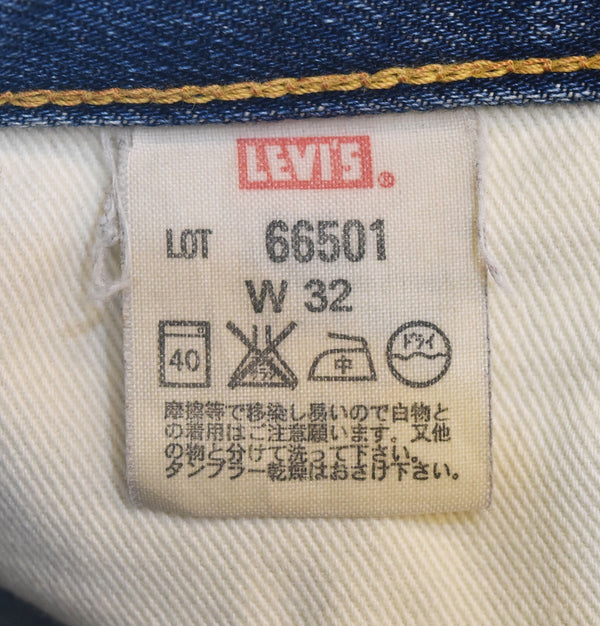 LEVI'S®
LOT 66501
W 32
40 中 ドライ
摩擦等で移染し易いので白物と
の着用はご注意願います。又他
の物と分けて洗って下さい。
タンブラー乾燥はおさけ下さい。